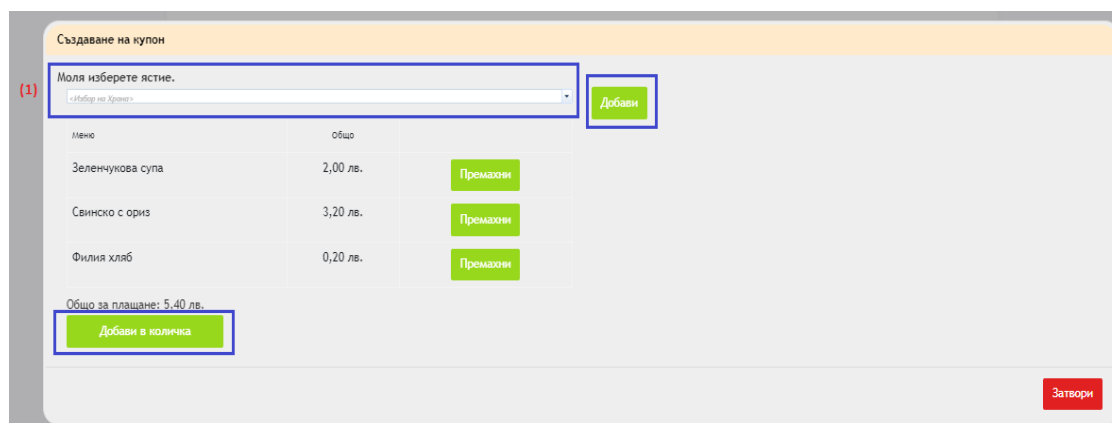 Създаване на купон
Моля изберете ястие.
(1)
<Избор на Храна>
Добави
Меню Общо
Зеленчукова супа 2,00 лв. Премахни
Свинско с ориз 3,20 лв. Премахни
Филия хляб 0,20 лв. Премахни
Общо за плащане: 5,40 лв.
Добави в количка
Затвори